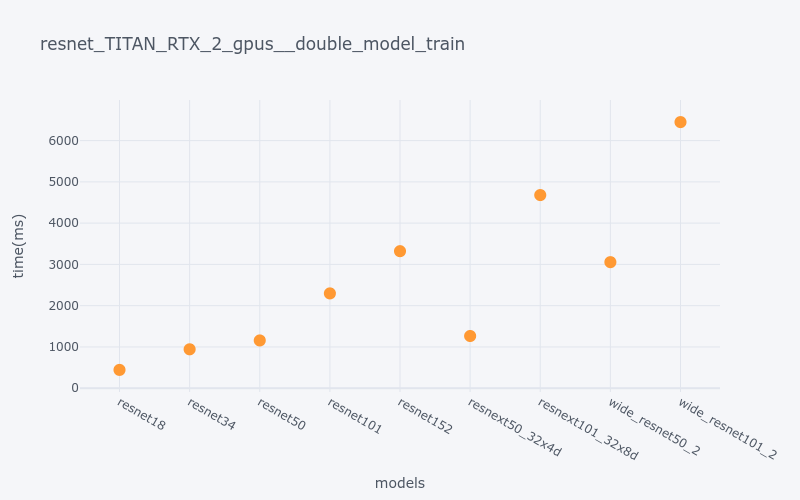 resnet_TITAN_RTX_2_gpus__double_model_train
time(ms)
6000
5000
4000
3000
2000
1000
0
resnet18
resnet34
resnet50
resnet101
resnet152
resnext50_32x4d
resnext101_32x8d
wide_resnet50_2
wide_resnet101_2
models